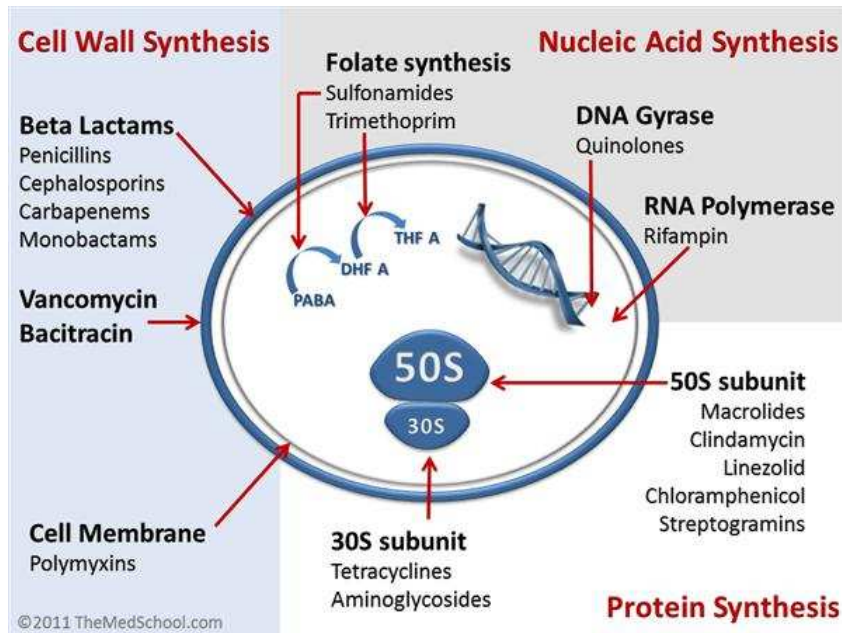 Cell Wall Synthesis
Nucleic Acid Synthesis
Folate synthesis
Sulfonamides
Trimethoprim
Beta Lactams
Penicillins
Cephalosporins
Carbapenems
Monobactams
DNA Gyrase
Quinolones
RNA Polymerase
Rifampin
THF A
DHF A
PABA
Vancomycin
Bacitracin
50S
30S
50S subunit
Macrolides
Clindamycin
Linezolid
Chloramphenicol
Streptogramins
Cell Membrane
Polymyxins
30S subunit
Tetracyclines
Aminoglycosides
Protein Synthesis
©2011 TheMedSchool.com